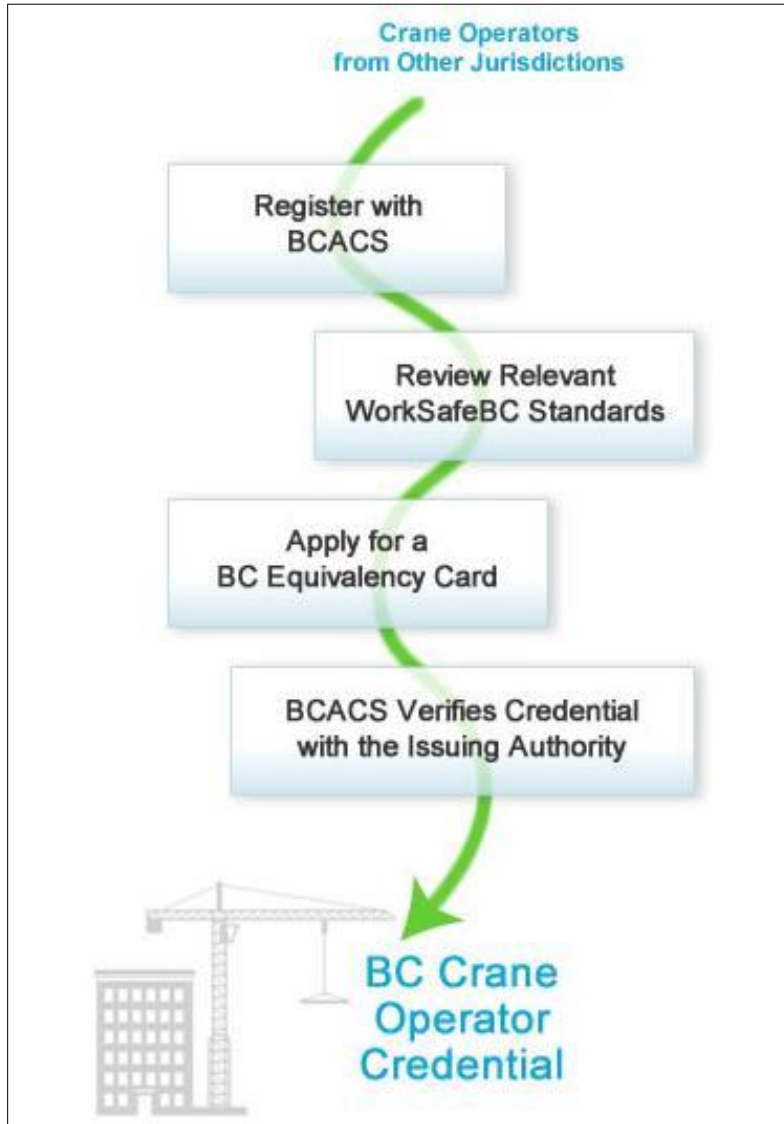 Crane Operators
from Other Jurisdictions
Register with
BCACS
Review Relevant
WorkSafeBC Standards
Apply for a
BC Equivalency Card
BCACS Verifies Credential
with the Issuing Authority
BC Crane
Operator
Credential